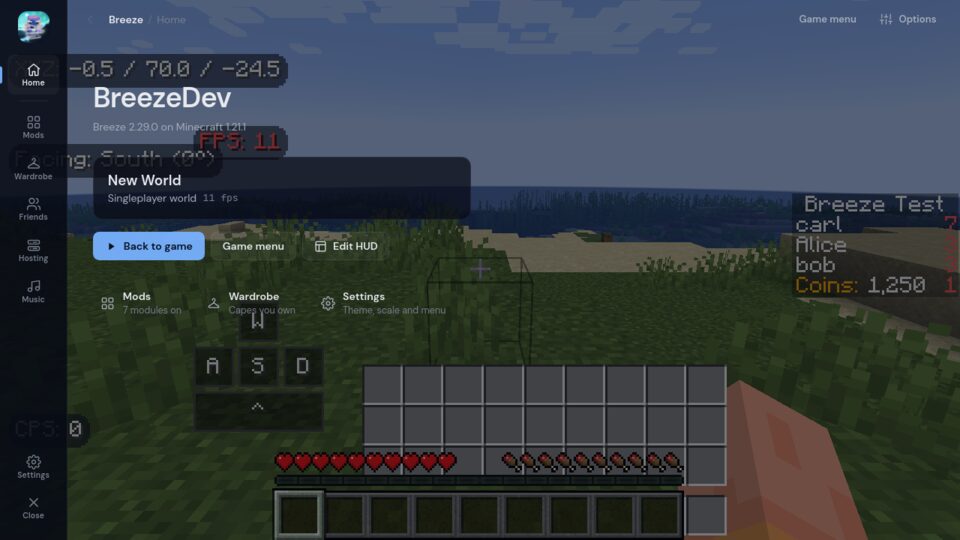 Breeze / Home
Game menu
Options
XYZ: -0.5 / 70.0 / -24.5
Home
BreezeDev
Breeze 2.29.0 on Minecraft 1.21.1
FPS: 11
Mods
Facing: South (0°)
Wardrobe
New World
Singleplayer world 11 fps
Friends
Breeze Test
carl 7
Alice
bob
Coins: 1,250 1
Hosting
Back to game
Game menu
Edit HUD
Music
Mods
7 modules on
Wardrobe
Capes you own
Settings
Theme, scale and menu
W
A
S
D
^
CPS: 0
Settings
Close